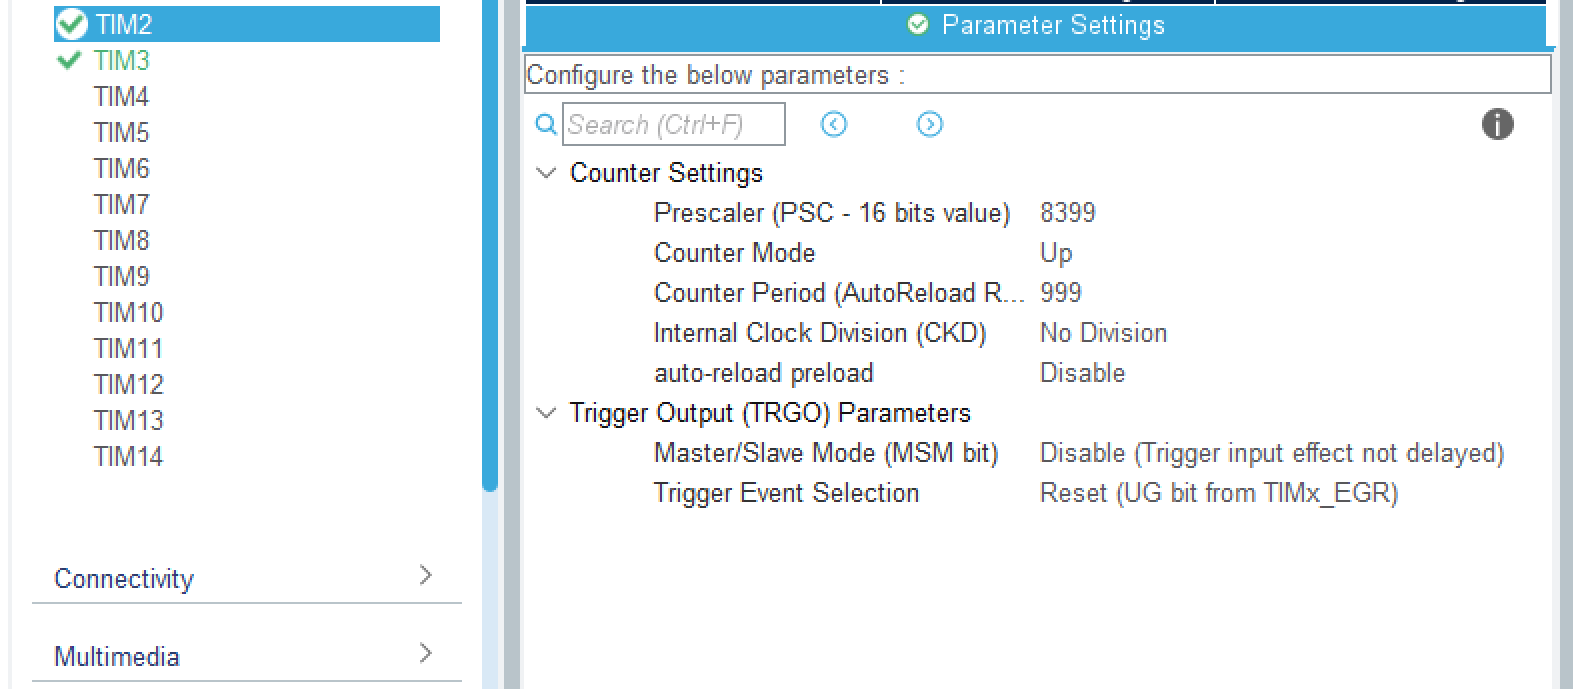 TIM2
TIM3
TIM4
TIM5
TIM6
TIM7
TIM8
TIM9
TIM10
TIM11
TIM12
TIM13
TIM14
Connectivity
Multimedia
Parameter Settings
Configure the below parameters :
Search (Ctrl+F)
Counter Settings
Prescaler (PSC - 16 bits value) 8399
Counter Mode Up
Counter Period (AutoReload R... 999
Internal Clock Division (CKD) No Division
auto-reload preload Disable
Trigger Output (TRGO) Parameters
Master/Slave Mode (MSM bit) Disable (Trigger input effect not delayed)
Trigger Event Selection Reset (UG bit from TIMx_EGR)